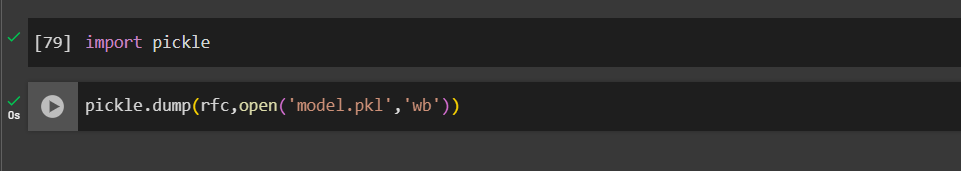 [79] import pickle
pickle.dump(rfc,open('model.pkl','wb'))
0s